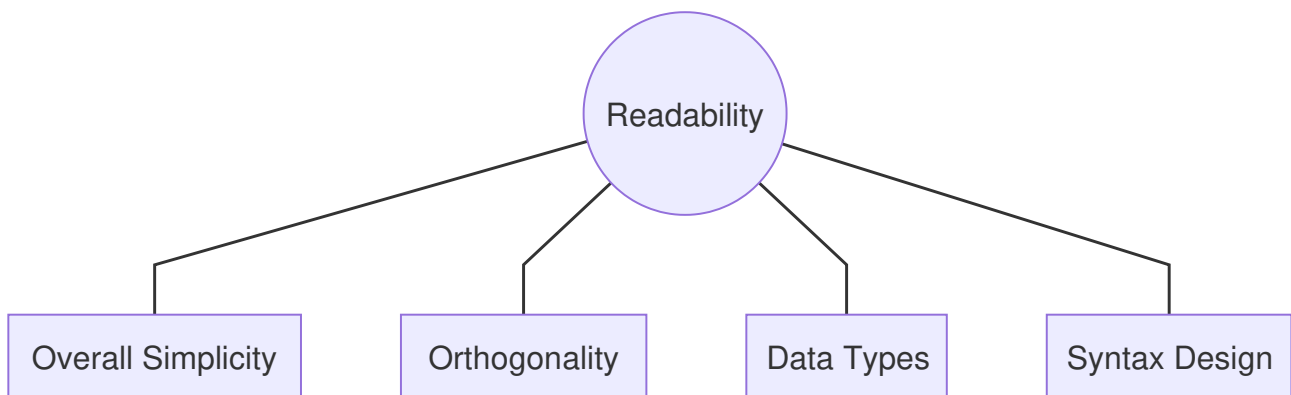 Readability
Overall Simplicity
Orthogonality
Data Types
Syntax Design